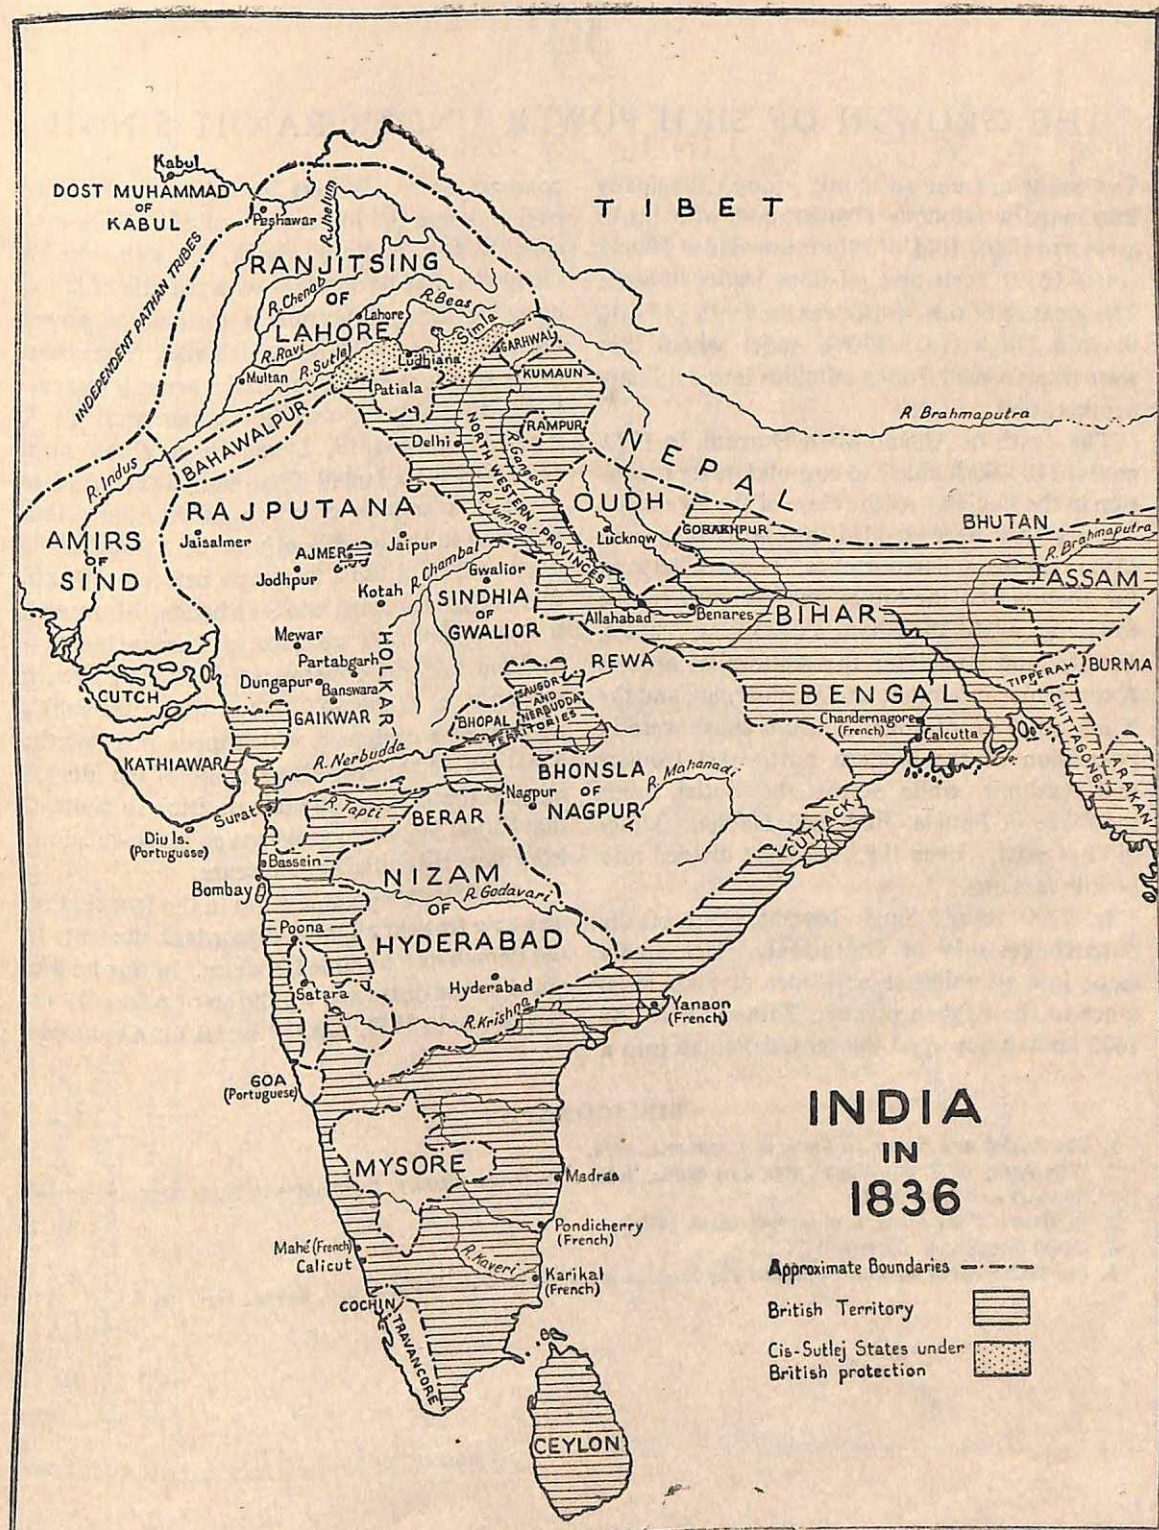 Kabul
DOST MUHAMMAD
OF
KABUL
Peshawar
R. Jhelum
TIBET
INDEPENDENT PATHAN TRIBES
RANJITSING
OF
LAHORE
R. Chenab
R. Beas
Lahore
Simla
R. Ravi
R. Sutlej
Ludhiana
Multan
Patiala
GARHWAL
KUMAUN
BAHAWALPUR
Delhi
RAMPUR
R. Ganges
NORTH WESTERN PROVINCES
R. Jumna
R. Brahmaputra
NEPAL
R. Indus
RAJPUTANA
OUDH
GORAKHPUR
BHUTAN
R. Brahmaputra
AMIRS
OF
SIND
Jaisalmer
AJMER
Jaipur
Lucknow
Jodhpur
R. Chambal
Gwalior
ASSAM
Kotah
SINDHIA
OF
GWALIOR
Allahabad
Benares
BIHAR
Mewar
HOLKAR
Partabgarh
REWA
TIPPERAH
BURMA
Dungapur
Banswara
CUTCH
GAIKWAR
BHOPAL
SAUGOR
AND
NERBUDDA
TERRITORIES
BENGAL
Chandernagore
(French)
Calcutta
CHITTAGONG
KATHIAWAR
R. Nerbudda
BHONSLA
OF
NAGPUR
R. Mahanadi
ARAKAN
Nagpur
Surat
R. Tapti
BERAR
CUTTACK
Diu Is.
(Portuguese)
Bassein
Bombay
NIZAM
OF
HYDERABAD
R. Godavari
Poona
Hyderabad
Satara
R. Krishna
Yanaon
(French)
GOA
(Portuguese)
MYSORE
Madras
Pondicherry
(French)
Mahé (French)
Calicut
R. Kaveri
Karikal
(French)
COCHIN
TRAVANCORE
CEYLON
INDIA
IN
1836
Approximate Boundaries
British Territory
Cis-Sutlej States under
British protection